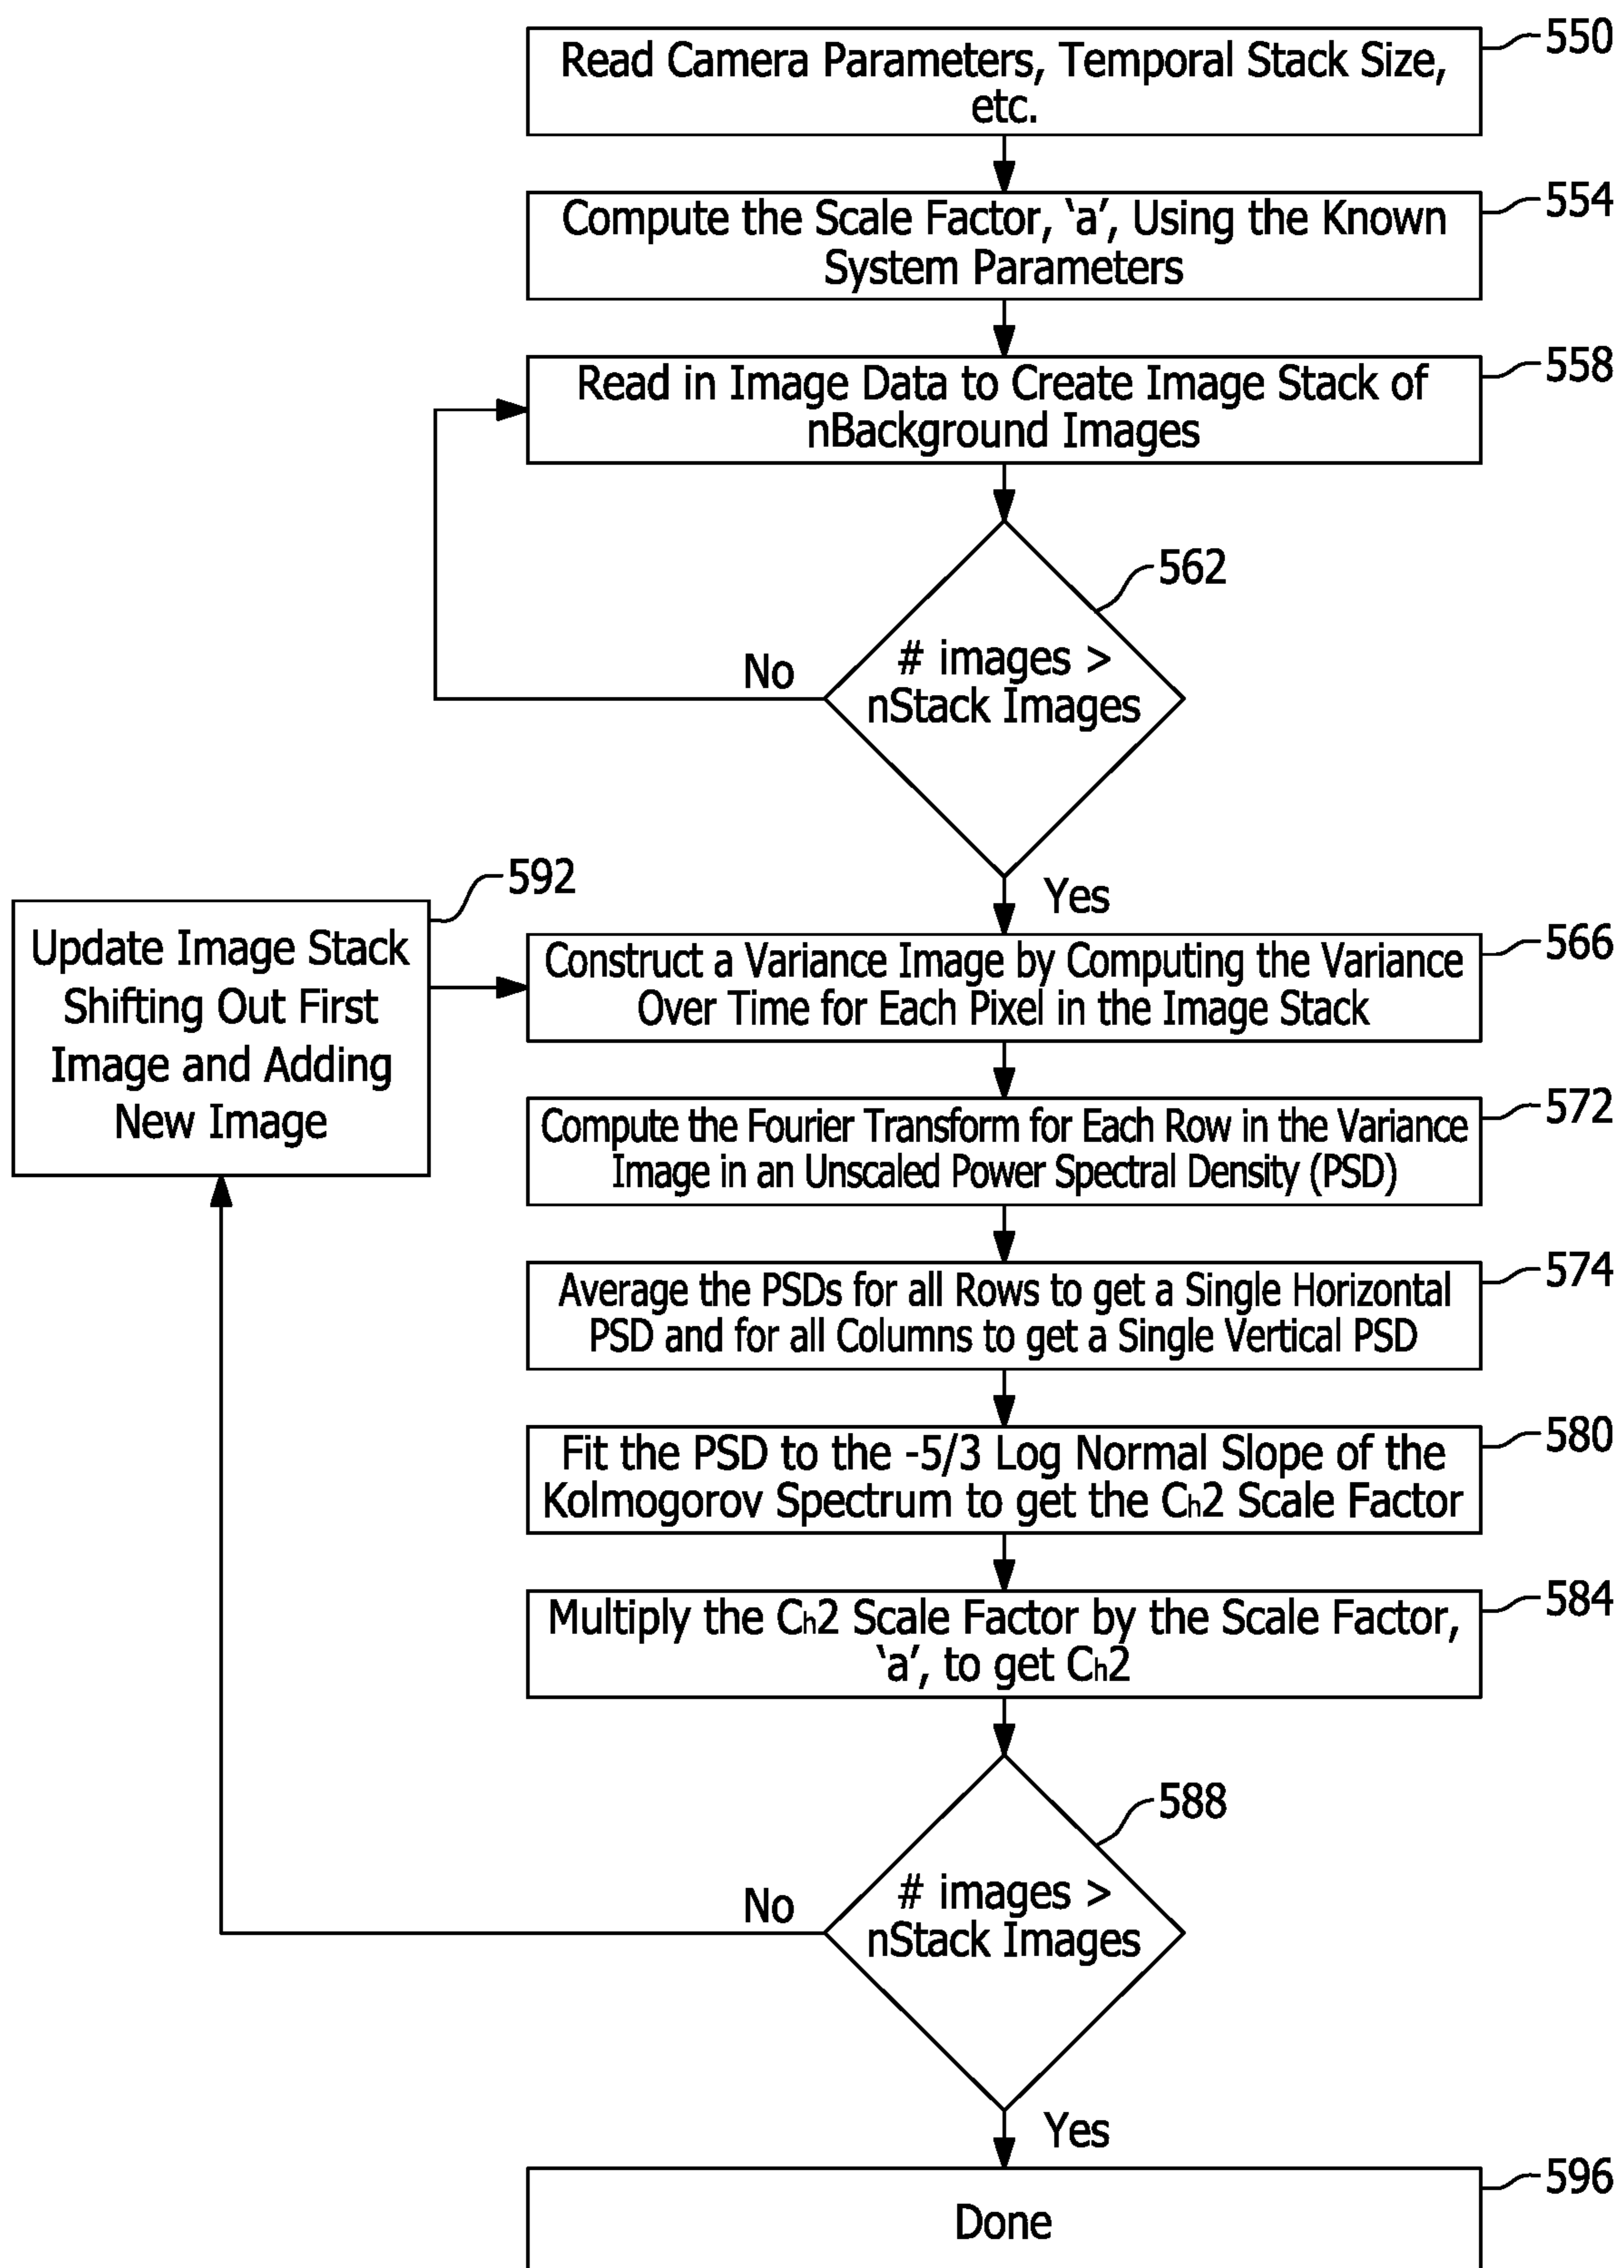 550
Read Camera Parameters, Temporal Stack Size,
etc.
554
Compute the Scale Factor, ‘a’, Using the Known
System Parameters
558
Read in Image Data to Create Image Stack of
nBackground Images
562
# images >
nStack Images
No
Yes
592
Update Image Stack
Shifting Out First
Image and Adding
New Image
566
Construct a Variance Image by Computing the Variance
Over Time for Each Pixel in the Image Stack
572
Compute the Fourier Transform for Each Row in the Variance
Image in an Unscaled Power Spectral Density (PSD)
574
Average the PSDs for all Rows to get a Single Horizontal
PSD and for all Columns to get a Single Vertical PSD
580
Fit the PSD to the -5/3 Log Normal Slope of the
Kolmogorov Spectrum to get the Ch2 Scale Factor
584
Multiply the Ch2 Scale Factor by the Scale Factor,
‘a’, to get Ch2
588
# images >
nStack Images
No
Yes
596
Done